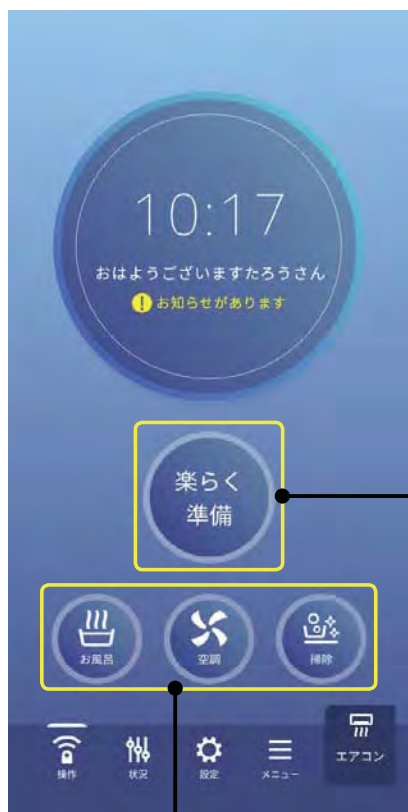 10:17
おはようございますたろうさん
! お知らせがあります
楽らく
準備
お風呂
空調
掃除
操作
状況
設定
メニュー
エアコン